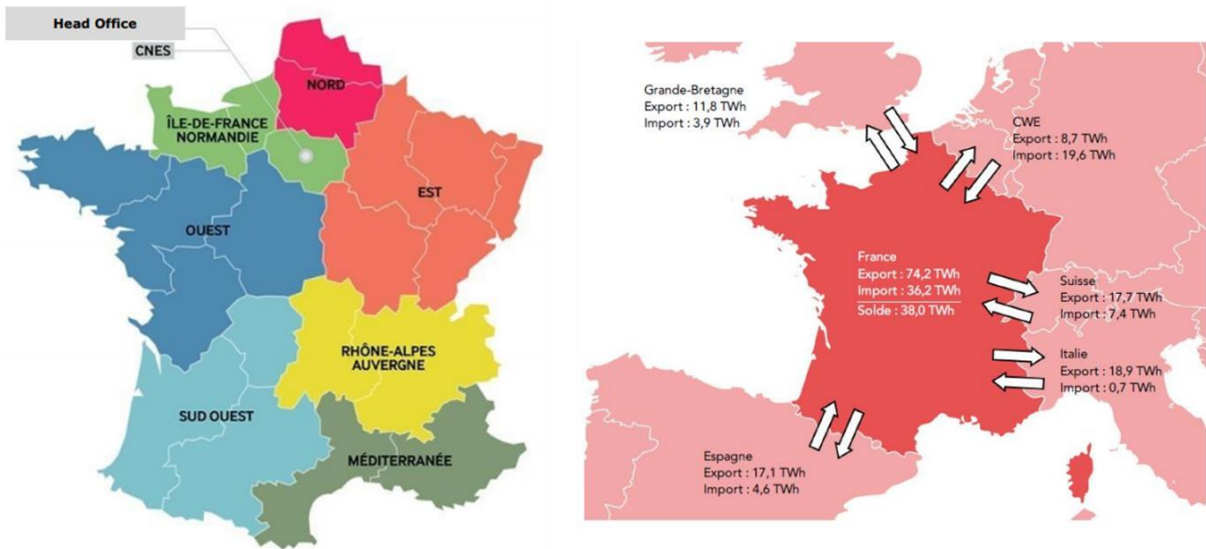 Head Office
CNES
NORD
ÎLE-DE-FRANCE
NORMANDIE
EST
OUEST
RHÔNE-ALPES
AUVERGNE
SUD OUEST
MÉDITERRANÉE
Grande-Bretagne
Export : 11,8 TWh
Import : 3,9 TWh
CWE
Export : 8,7 TWh
Import : 19,6 TWh
France
Export : 74,2 TWh
Import : 36,2 TWh
Solde : 38,0 TWh
Suisse
Export : 17,7 TWh
Import : 7,4 TWh
Italie
Export : 18,9 TWh
Import : 0,7 TWh
Espagne
Export : 17,1 TWh
Import : 4,6 TWh